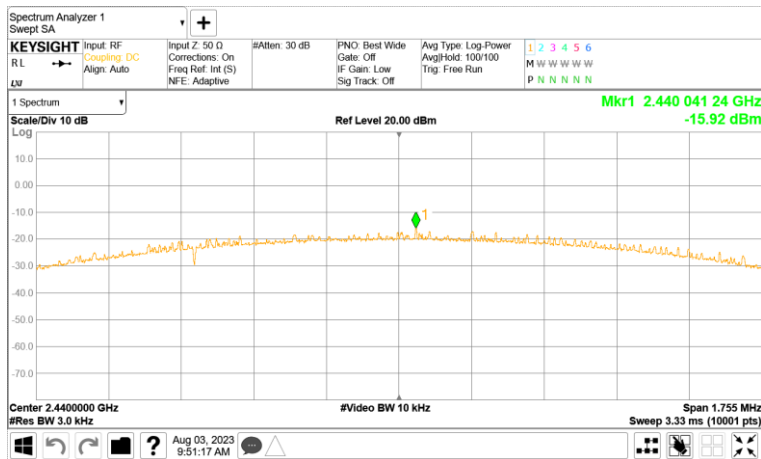 Spectrum Analyzer 1
Swept SA
+
KEYSIGHT Input: RF Input Z: 50 Ω #Atten: 30 dB PNO: Best Wide Avg Type: Log-Power 1 2 3 4 5 6
R L Coupling: DC Corrections: On Gate: Off Avg|Hold: 100/100 M W W W W W W
Align: Auto Freq Ref: Int (S) IF Gain: Low Trig: Free Run
LXI NFE: Adaptive Sig Track: Off P N N N N N N
1 Spectrum Mkr1 2.440 041 24 GHz
Scale/Div 10 dB Ref Level 20.00 dBm -15.92 dBm
Log
10.0
0.00
-10.0
1
-20.0
-30.0
-40.0
-50.0
-60.0
-70.0
Center 2.4400000 GHz #Video BW 10 kHz Span 1.755 MHz
#Res BW 3.0 kHz Sweep 3.33 ms (10001 pts)
? Aug 03, 2023
9:51:17 AM